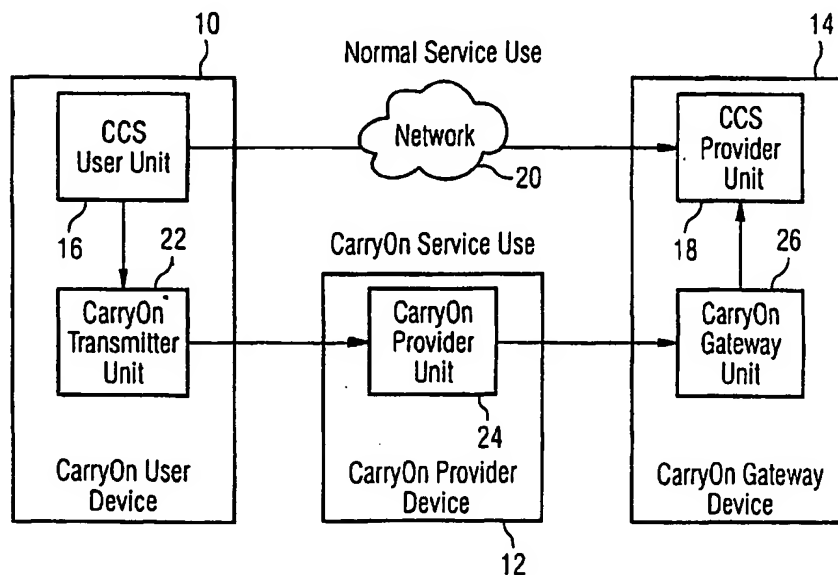 10
Normal Service Use
14
CCS
User Unit
Network
CCS
Provider
Unit
20
16
22
CarryOn Service Use
18
26
CarryOn
Transmitter
Unit
CarryOn
Provider
Unit
CarryOn
Gateway
Unit
24
CarryOn User
Device
CarryOn Provider
Device
CarryOn Gateway
Device
12